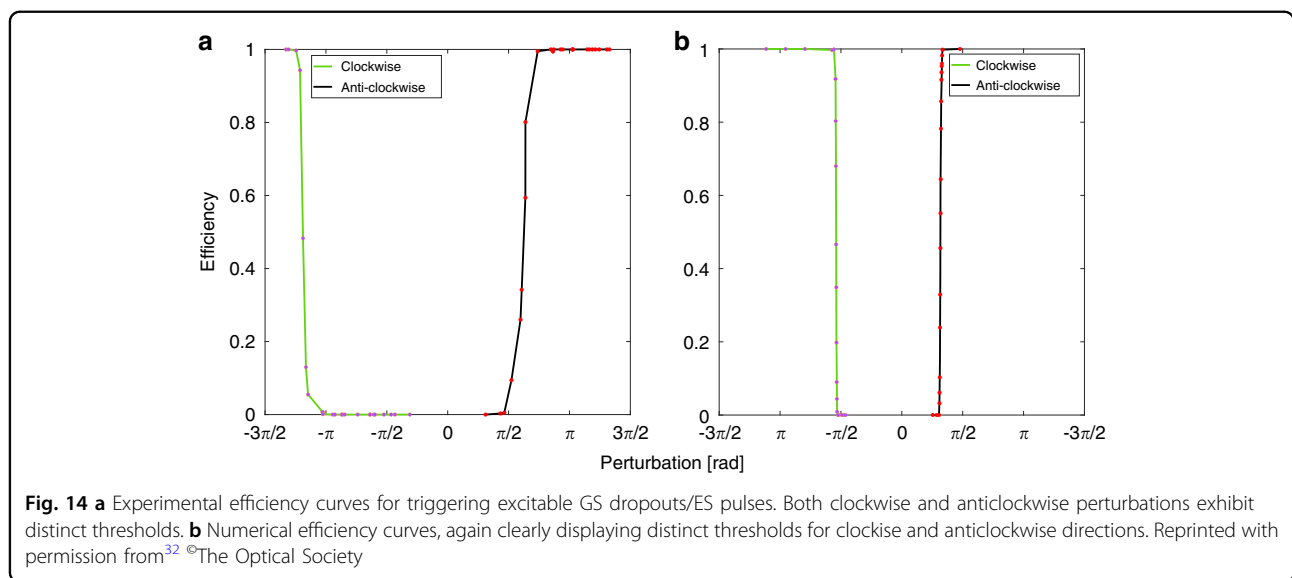 a
b
1
0.8
0.6
0.4
0.2
0
Efficiency
Clockwise
Anti-clockwise
-3π/2
-π
-π/2
0
π/2
π
3π/2
1
0.8
0.6
0.4
0.2
0
Clockwise
Anti-clockwise
-3π/2
π
-π/2
0
π/2
π
-3π/2
Perturbation [rad]
Fig. 14 a Experimental efficiency curves for triggering excitable GS dropouts/ES pulses. Both clockwise and anticlockwise perturbations exhibit
distinct thresholds. b Numerical efficiency curves, again clearly displaying distinct thresholds for clockise and anticlockwise directions. Reprinted with
permission from32 ©The Optical Society